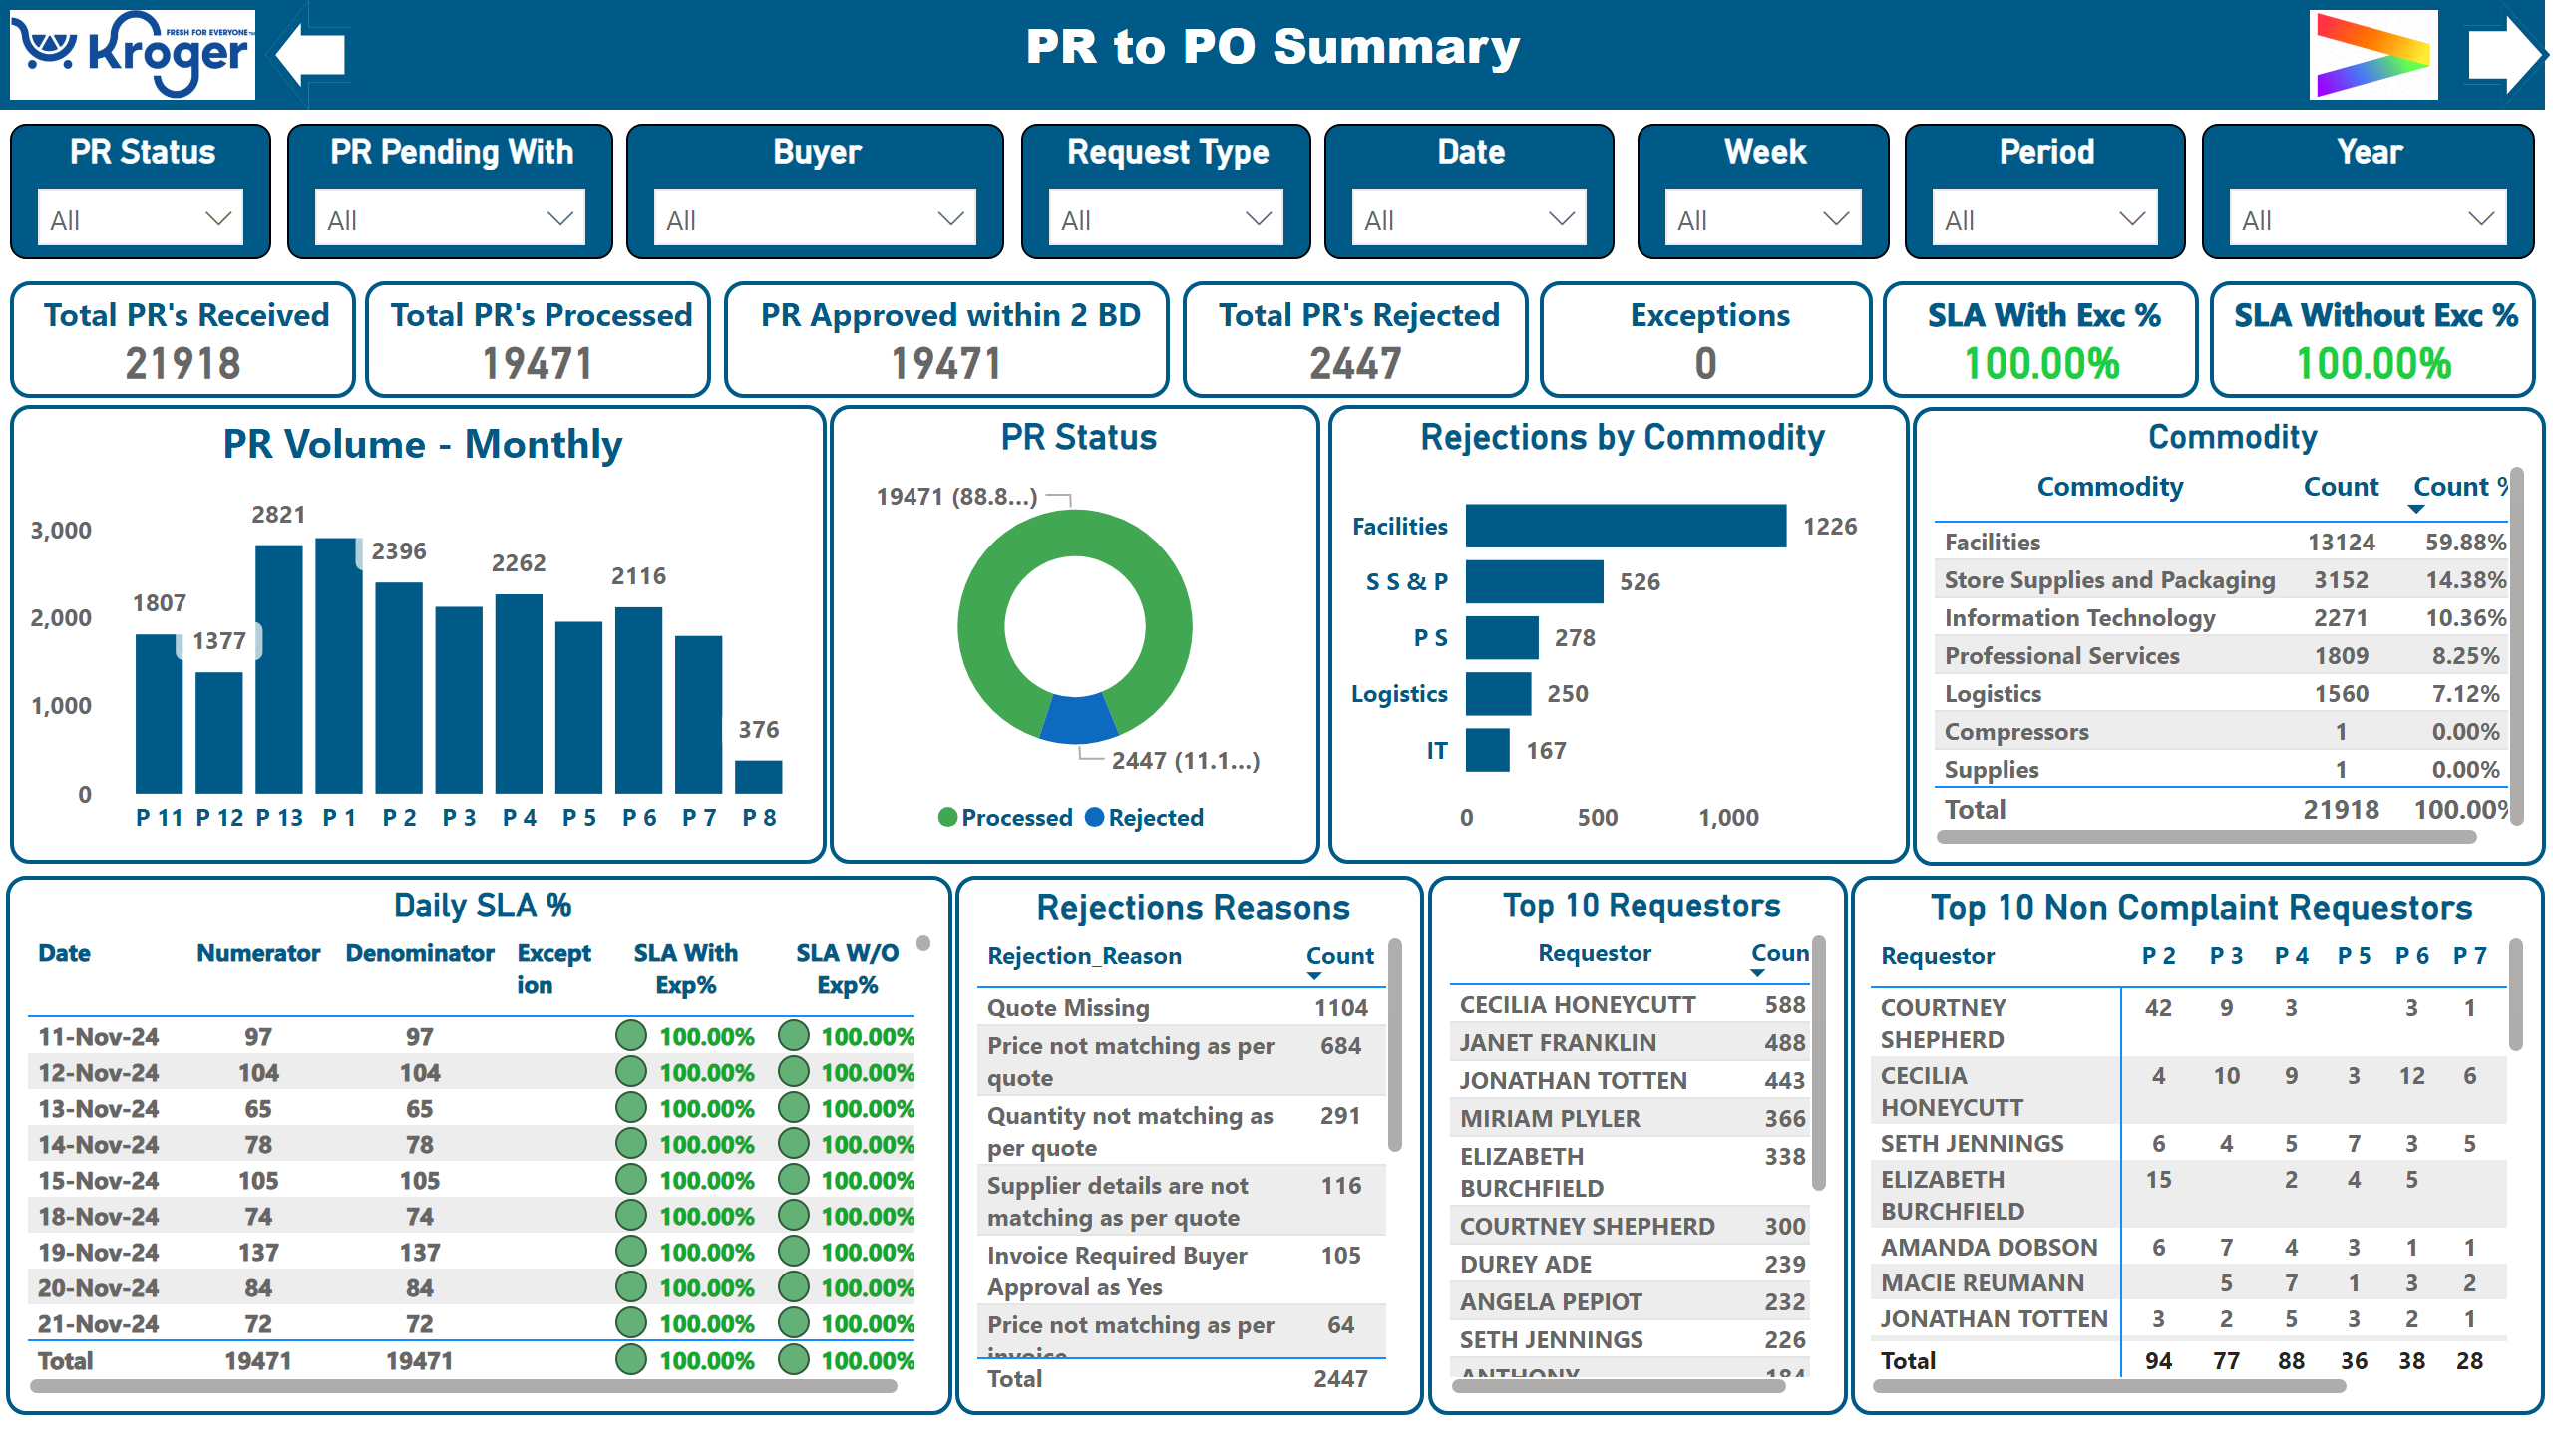 FRESH FOR EVERYONE™
Kroger
PR to PO Summary
PR Status
All
PR Pending With
All
Buyer
All
Request Type
All
Date
All
Week
All
Period
All
Year
All
Total PR's Received
21918
Total PR's Processed
19471
PR Approved within 2 BD
19471
Total PR's Rejected
2447
Exceptions
0
SLA With Exc %
100.00%
SLA Without Exc %
100.00%
PR Volume - Monthly
3,000
2,000
1,000
0
1807
1377
2821
2396
2262
2116
376
P 11 P 12 P 13 P 1 P 2 P 3 P 4 P 5 P 6 P 7 P 8
PR Status
19471 (88.8...)
2447 (11.1...)
Processed Rejected
Rejections by Commodity
Facilities 1226
S S & P 526
P S 278
Logistics 250
IT 167
0 500 1,000
Commodity
Commodity Count Count %
Facilities 13124 59.88%
Store Supplies and Packaging 3152 14.38%
Information Technology 2271 10.36%
Professional Services 1809 8.25%
Logistics 1560 7.12%
Compressors 1 0.00%
Supplies 1 0.00%
Total 21918 100.00%
Daily SLA %
Date Numerator Denominator Except SLA With SLA W/O
ion Exp% Exp%
11-Nov-24 97 97 100.00% 100.00%
12-Nov-24 104 104 100.00% 100.00%
13-Nov-24 65 65 100.00% 100.00%
14-Nov-24 78 78 100.00% 100.00%
15-Nov-24 105 105 100.00% 100.00%
18-Nov-24 74 74 100.00% 100.00%
19-Nov-24 137 137 100.00% 100.00%
20-Nov-24 84 84 100.00% 100.00%
21-Nov-24 72 72 100.00% 100.00%
Total 19471 19471 100.00% 100.00%
Rejections Reasons
Rejection_Reason Count
Quote Missing 1104
Price not matching as per 684
quote
Quantity not matching as 291
per quote
Supplier details are not 116
matching as per quote
Invoice Required Buyer 105
Approval as Yes
Price not matching as per 64
invoice
Total 2447
Top 10 Requestors
Requestor Coun
CECILIA HONEYCUTT 588
JANET FRANKLIN 488
JONATHAN TOTTEN 443
MIRIAM PLYLER 366
ELIZABETH 338
BURCHFIELD
COURTNEY SHEPHERD 300
DUREY ADE 239
ANGELA PEPIOT 232
SETH JENNINGS 226
ANTHONY 184
Top 10 Non Complaint Requestors
Requestor P 2 P 3 P 4 P 5 P 6 P 7
COURTNEY 42 9 3 3 1
SHEPHERD
CECILIA 4 10 9 3 12 6
HONEYCUTT
SETH JENNINGS 6 4 5 7 3 5
ELIZABETH 15 2 4 5
BURCHFIELD
AMANDA DOBSON 6 7 4 3 1 1
MACIE REUMANN 5 7 1 3 2
JONATHAN TOTTEN 3 2 5 3 2 1
Total 94 77 88 36 38 28